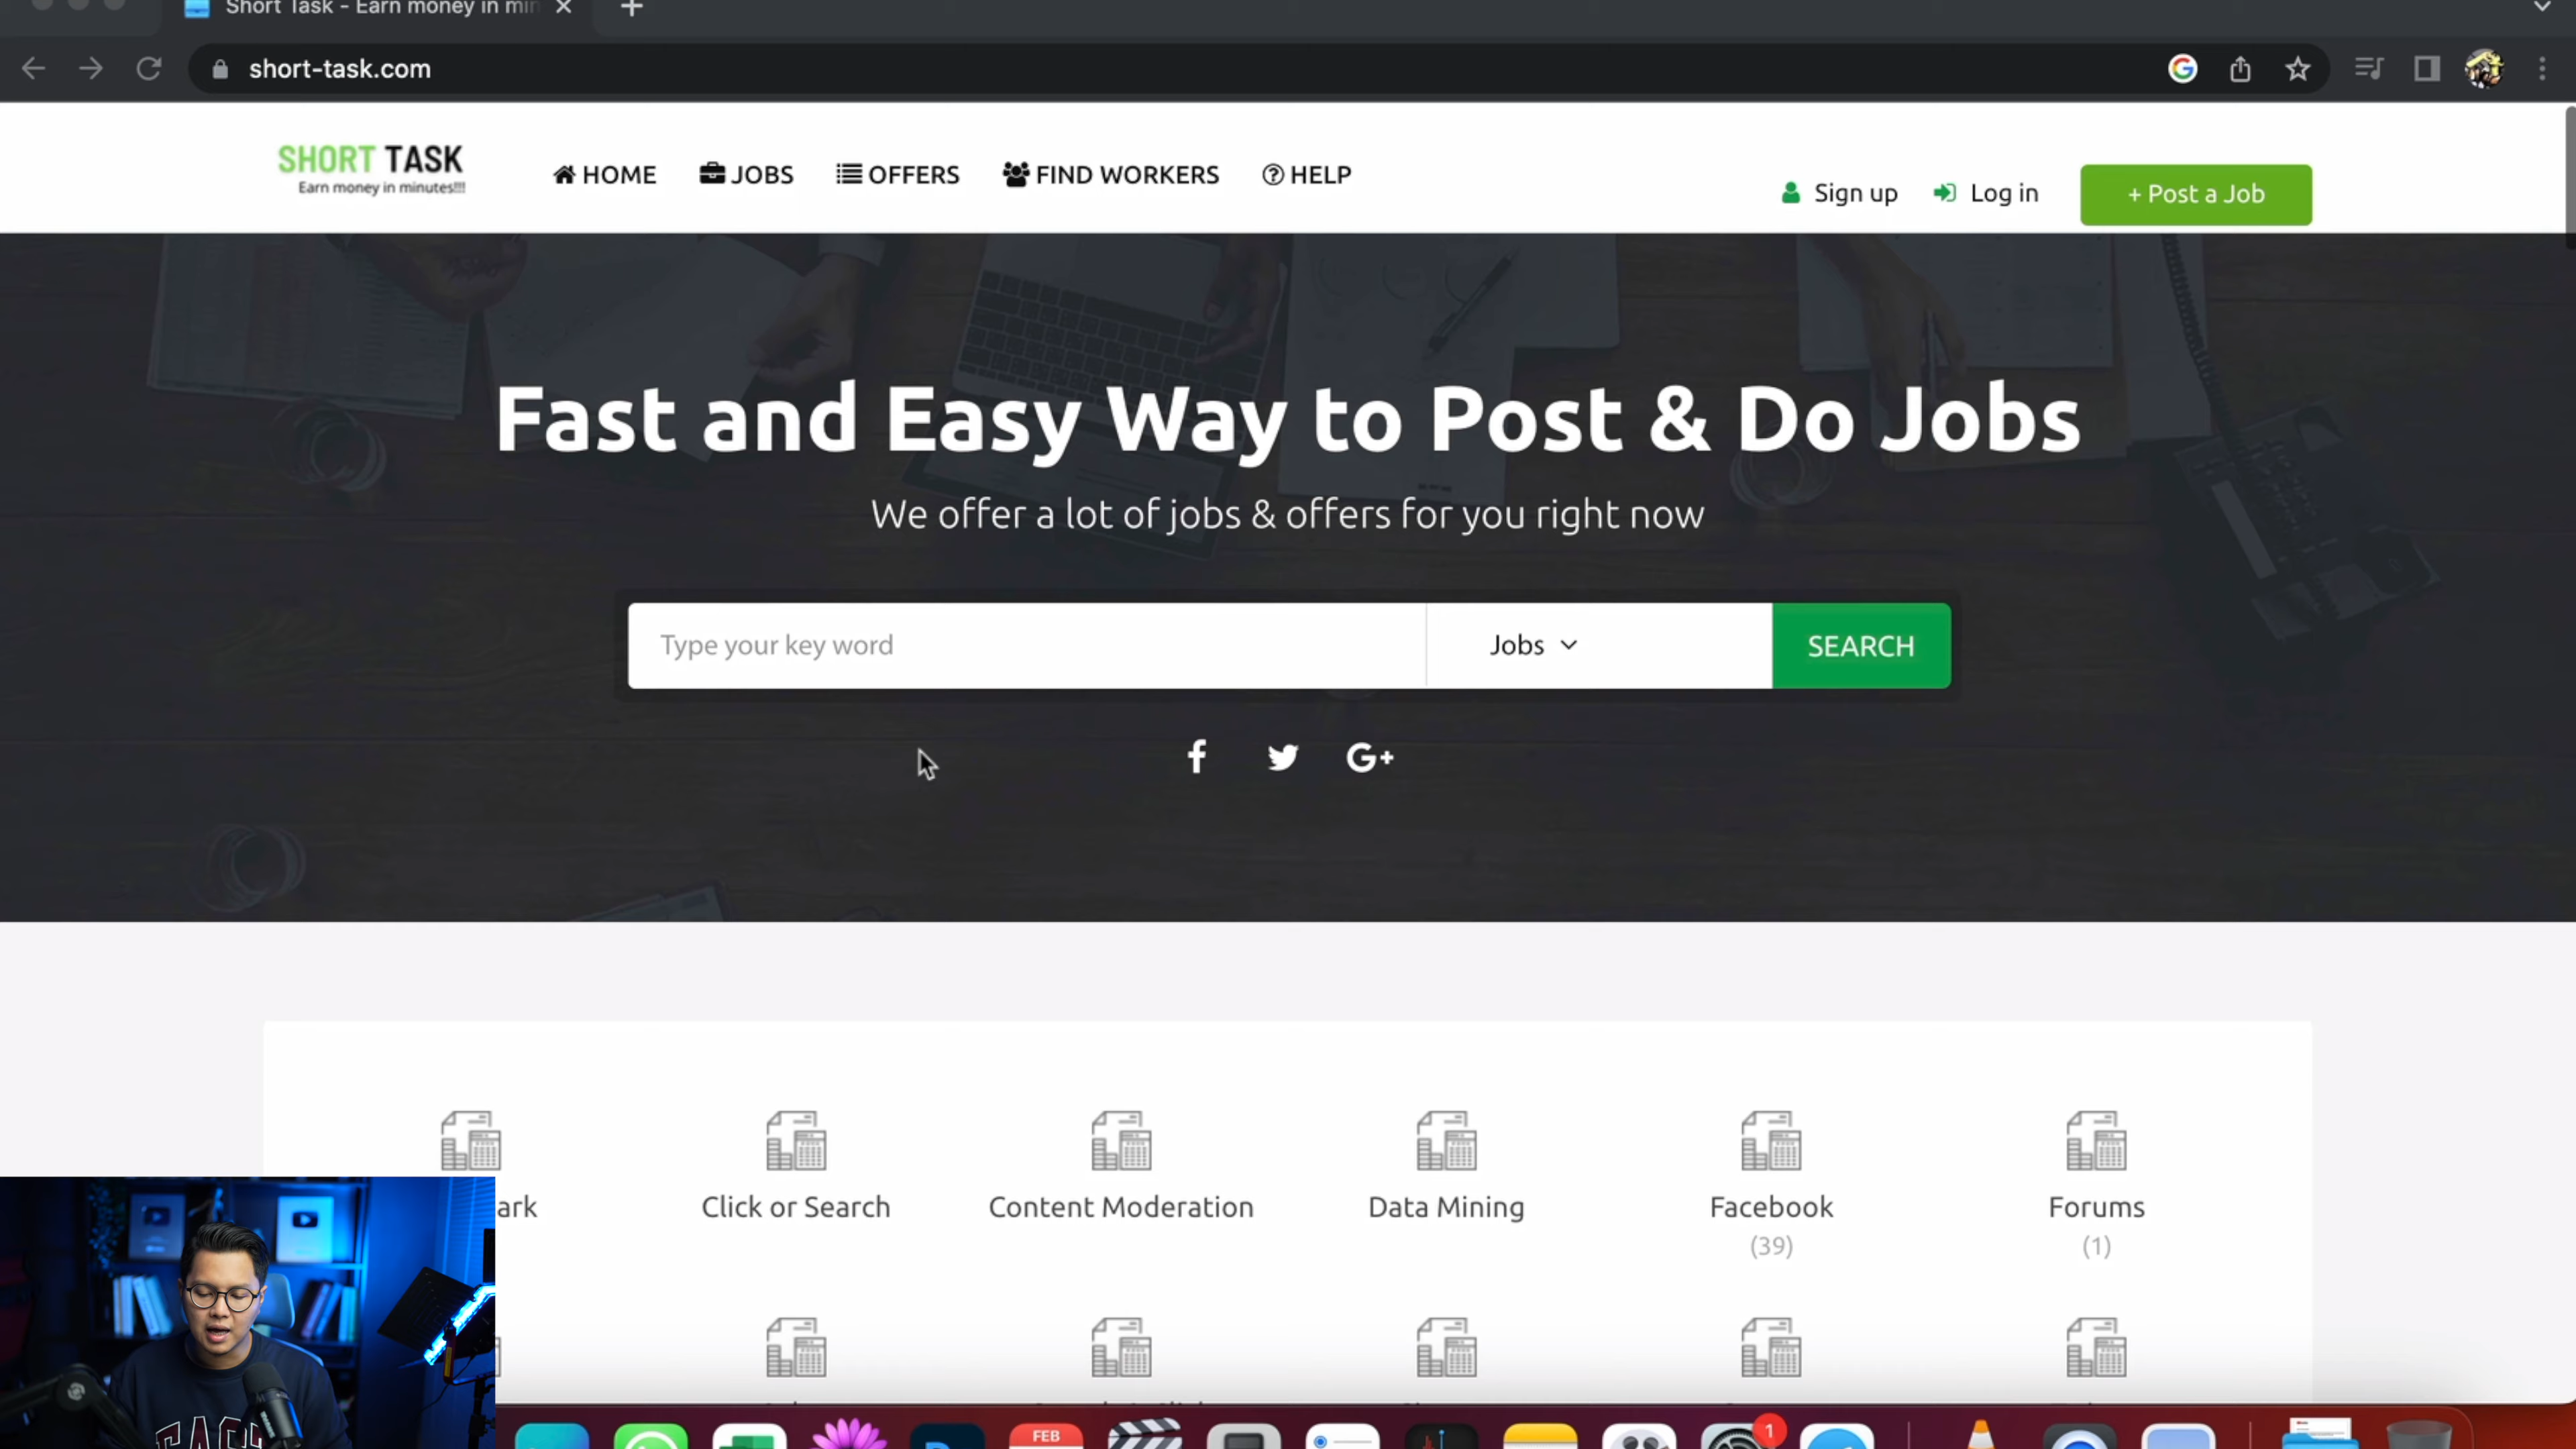 Short Task - Earn money in min
short-task.com
SHORT TASK
Earn money in minutes!!!
HOME
JOBS
OFFERS
FIND WORKERS
HELP
Sign up
Log in
+ Post a Job
Fast and Easy Way to Post & Do Jobs
We offer a lot of jobs & offers for you right now
Type your key word
Jobs
SEARCH
f
G+
ark
Click or Search
Content Moderation
Data Mining
Facebook
(39)
Forums
(1)
FEB
1